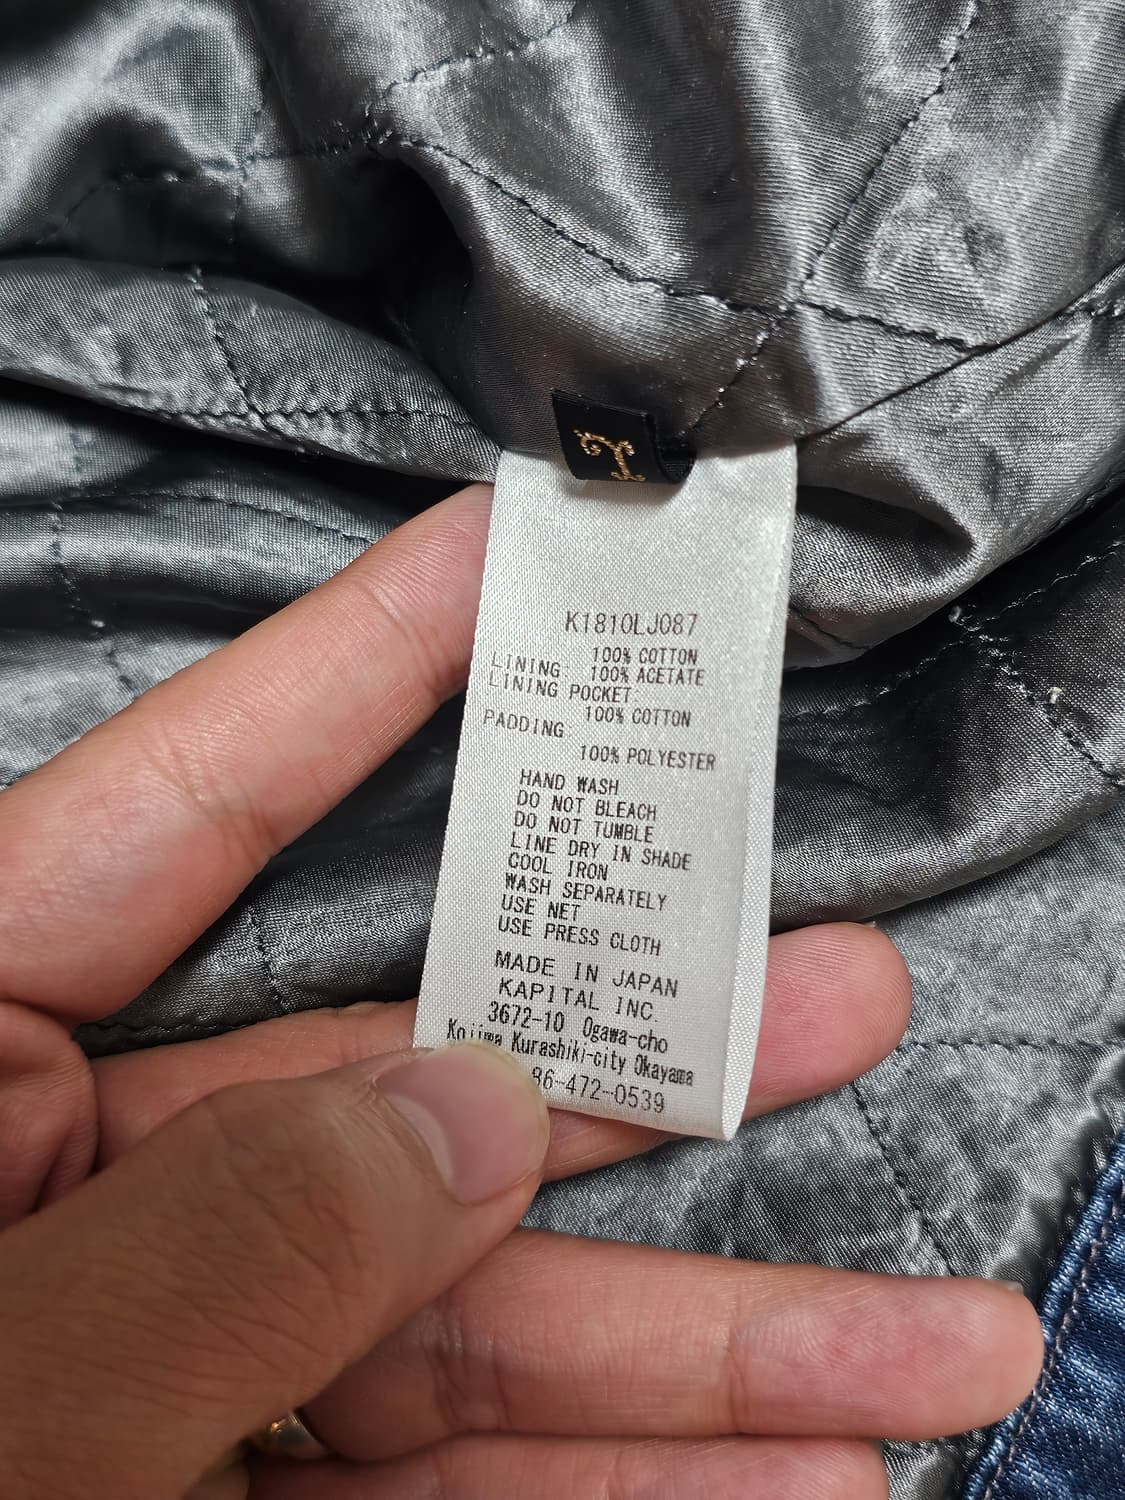 K1810LJ087
100% COTTON
LINING 100% ACETATE
LINING POCKET
100% COTTON
PADDING
100% POLYESTER
HAND WASH
DO NOT BLEACH
DO NOT TUMBLE
LINE DRY IN SHADE
COOL IRON
WASH SEPARATELY
USE NET
USE PRESS CLOTH
MADE IN JAPAN
KAPITAL INC.
3672-10 Ogawa-cho
Kojima Kurashiki-city Okayama
86-472-0539